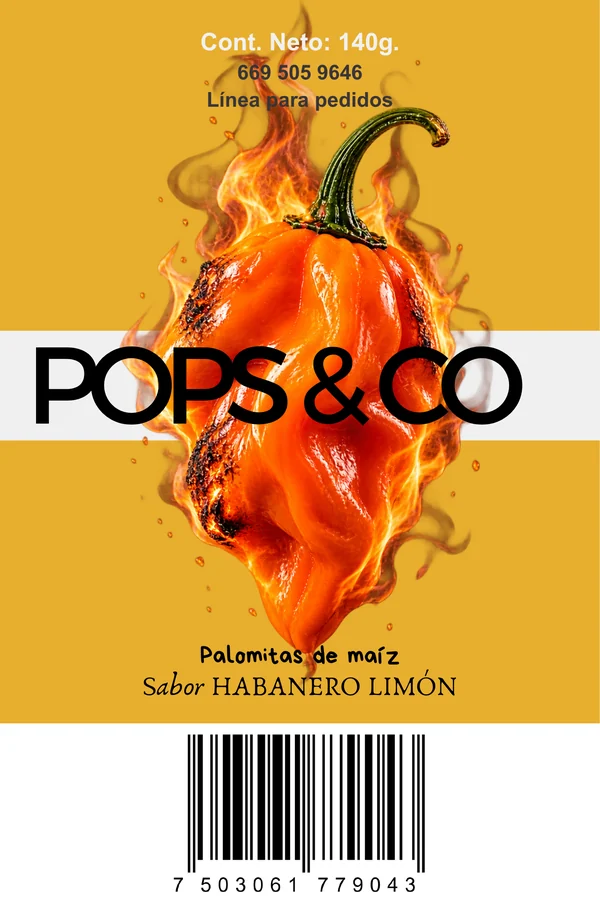 Cont. Neto: 140g.
669 505 9646
Línea para pedidos
POPS & CO
Palomitas de maíz
Sabor HABANERO LIMÓN
7 503061 779043